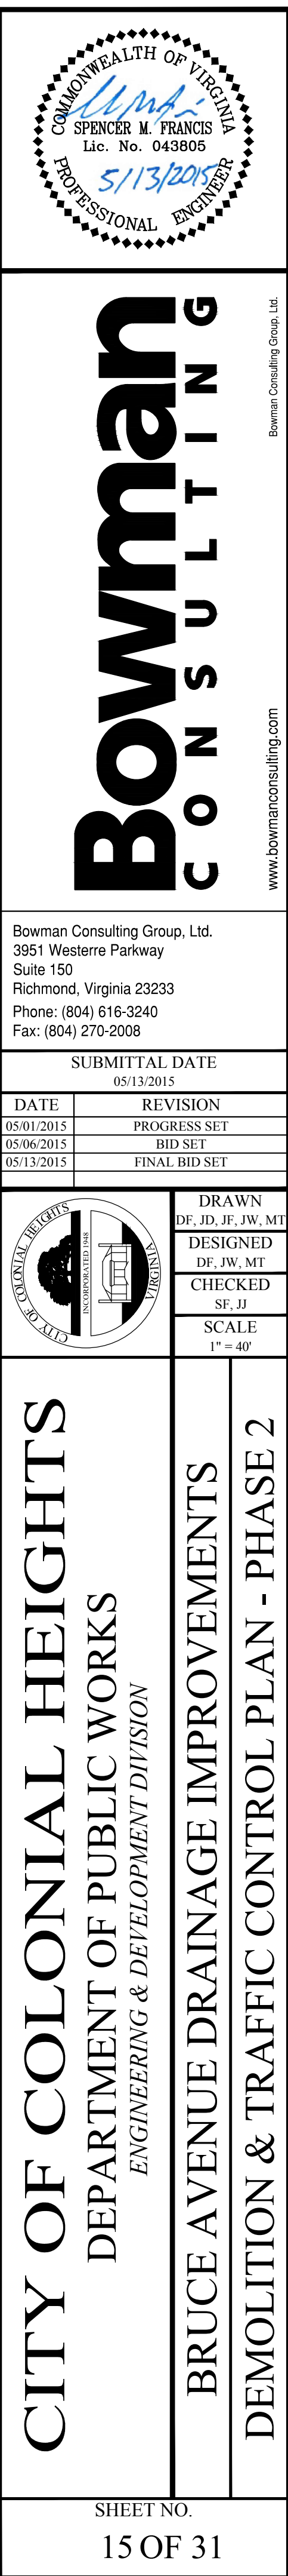 COMMONWEALTH OF VIRGINIA
SPENCER M. FRANCIS
Lic. No. 043805
5/13/2015
PROFESSIONAL ENGINEER
Bowman
CONSULTING
Bowman Consulting Group, Ltd.
www.bowmanconsulting.com
Bowman Consulting Group, Ltd.
3951 Westerre Parkway
Suite 150
Richmond, Virginia 23233
Phone: (804) 616-3240
Fax: (804) 270-2008
SUBMITTAL DATE
05/13/2015
DATE REVISION
05/01/2015 PROGRESS SET
05/06/2015 BID SET
05/13/2015 FINAL BID SET
CITY OF COLONIAL HEIGHTS
INCORPORATED 1948
VIRGINIA
DRAWN
DF, JD, JF, JW, MT
DESIGNED
DF, JW, MT
CHECKED
SF, JJ
SCALE
1" = 40'
CITY OF COLONIAL HEIGHTS
DEPARTMENT OF PUBLIC WORKS
ENGINEERING & DEVELOPMENT DIVISION
BRUCE AVENUE DRAINAGE IMPROVEMENTS
DEMOLITION & TRAFFIC CONTROL PLAN - PHASE 2
SHEET NO.
15 OF 31